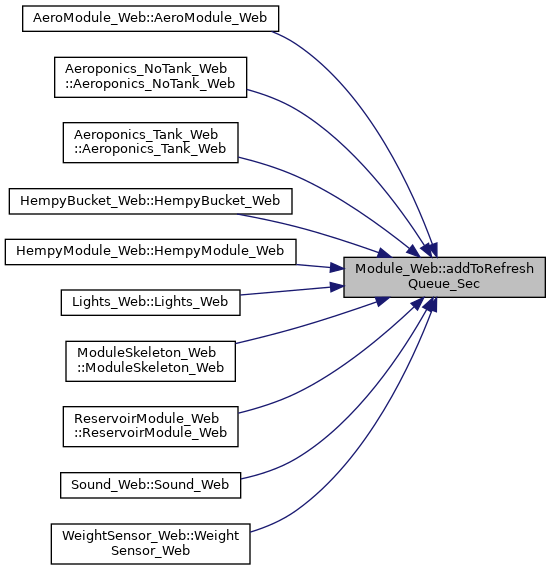 AeroModule_Web::AeroModule_Web
Aeroponics_NoTank_Web
::Aeroponics_NoTank_Web
Aeroponics_Tank_Web
::Aeroponics_Tank_Web
HempyBucket_Web::HempyBucket_Web
HempyModule_Web::HempyModule_Web
Module_Web::addToRefresh
Queue_Sec
Lights_Web::Lights_Web
ModuleSkeleton_Web
::ModuleSkeleton_Web
ReservoirModule_Web
::ReservoirModule_Web
Sound_Web::Sound_Web
WeightSensor_Web::Weight
Sensor_Web